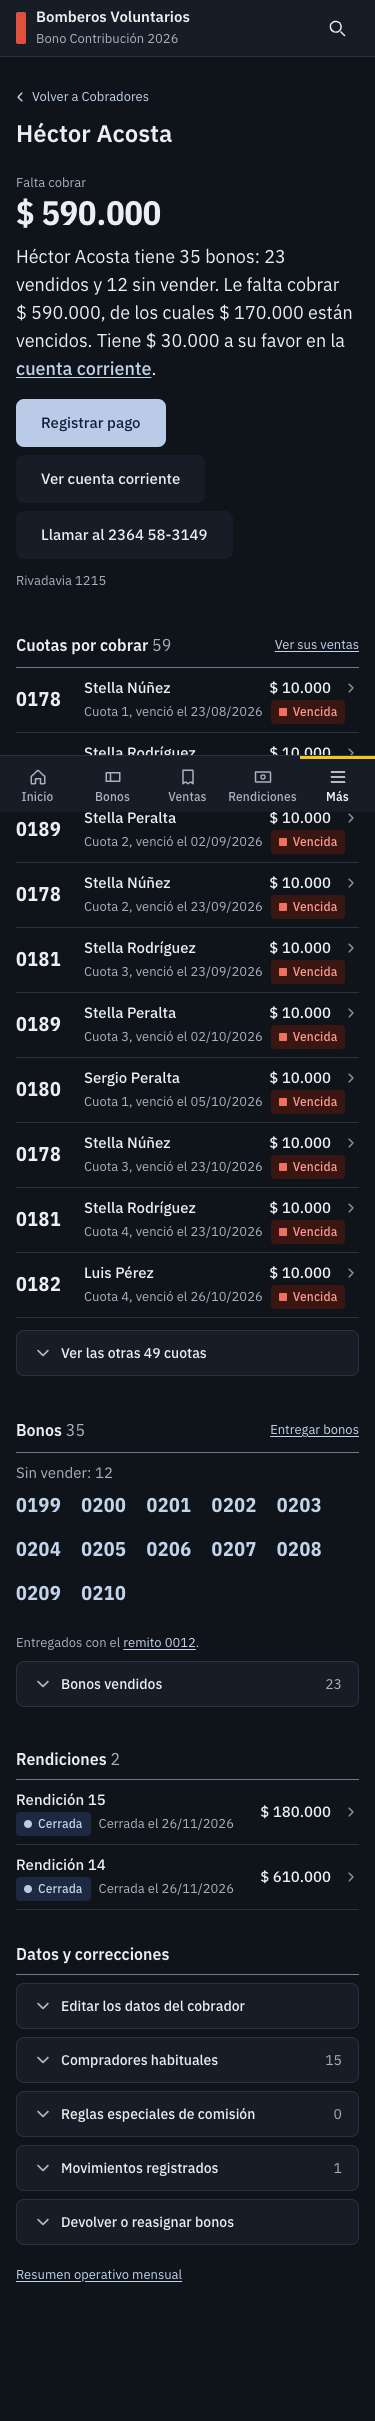 Bomberos Voluntarios
Bono Contribución 2026
Volver a Cobradores
Héctor Acosta
Falta cobrar
$ 590.000
Héctor Acosta tiene 35 bonos: 23
vendidos y 12 sin vender. Le falta cobrar
$ 590.000, de los cuales $ 170.000 están
vencidos. Tiene $ 30.000 a su favor en la
cuenta corriente.
Registrar pago
Ver cuenta corriente
Llamar al 2364 58-3149
Rivadavia 1215
Cuotas por cobrar 59 Ver sus ventas
0178 Stella Núñez $ 10.000
Cuota 1, venció el 23/08/2026 Vencida
Stella Rodríguez $ 10.000
Inicio Bonos Ventas Rendiciones Más
0189 Stella Peralta $ 10.000
Cuota 2, venció el 02/09/2026 Vencida
0178 Stella Núñez $ 10.000
Cuota 2, venció el 23/09/2026 Vencida
0181 Stella Rodríguez $ 10.000
Cuota 3, venció el 23/09/2026 Vencida
0189 Stella Peralta $ 10.000
Cuota 3, venció el 02/10/2026 Vencida
0180 Sergio Peralta $ 10.000
Cuota 1, venció el 05/10/2026 Vencida
0178 Stella Núñez $ 10.000
Cuota 3, venció el 23/10/2026 Vencida
0181 Stella Rodríguez $ 10.000
Cuota 4, venció el 23/10/2026 Vencida
0182 Luis Pérez $ 10.000
Cuota 4, venció el 26/10/2026 Vencida
Ver las otras 49 cuotas
Bonos 35 Entregar bonos
Sin vender: 12
0199 0200 0201 0202 0203
0204 0205 0206 0207 0208
0209 0210
Entregados con el remito 0012.
Bonos vendidos 23
Rendiciones 2
Rendición 15 $ 180.000
Cerrada Cerrada el 26/11/2026
Rendición 14 $ 610.000
Cerrada Cerrada el 26/11/2026
Datos y correcciones
Editar los datos del cobrador
Compradores habituales 15
Reglas especiales de comisión 0
Movimientos registrados 1
Devolver o reasignar bonos
Resumen operativo mensual